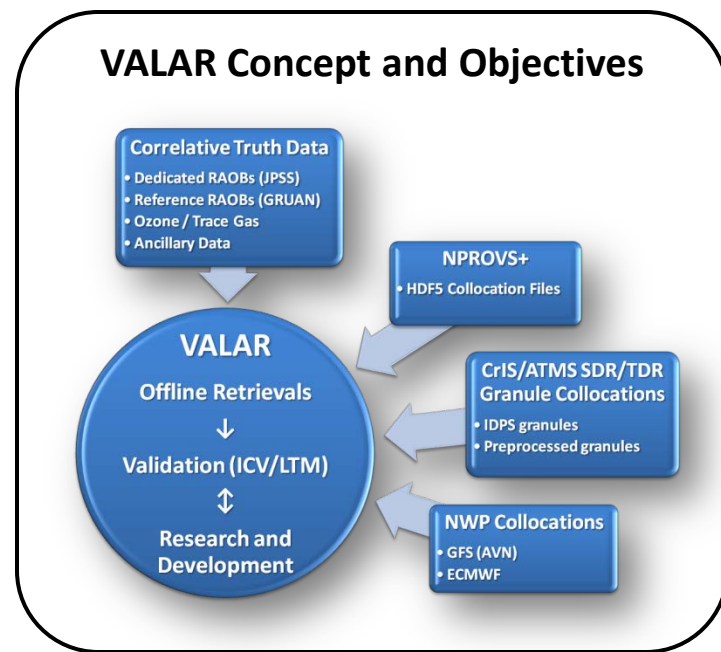 VALAR Concept and Objectives
Correlative Truth Data
• Dedicated RAOBs (JPSS)
• Reference RAOBs (GRUAN)
• Ozone / Trace Gas
• Ancillary Data
NPROVS+
• HDF5 Collocation Files
VALAR
Offline Retrievals
↓
Validation (ICV/LTM)
↕
Research and
Development
CrIS/ATMS SDR/TDR
Granule Collocations
• IDPS granules
• Preprocessed granules
NWP Collocations
• GFS (AVN)
• ECMWF